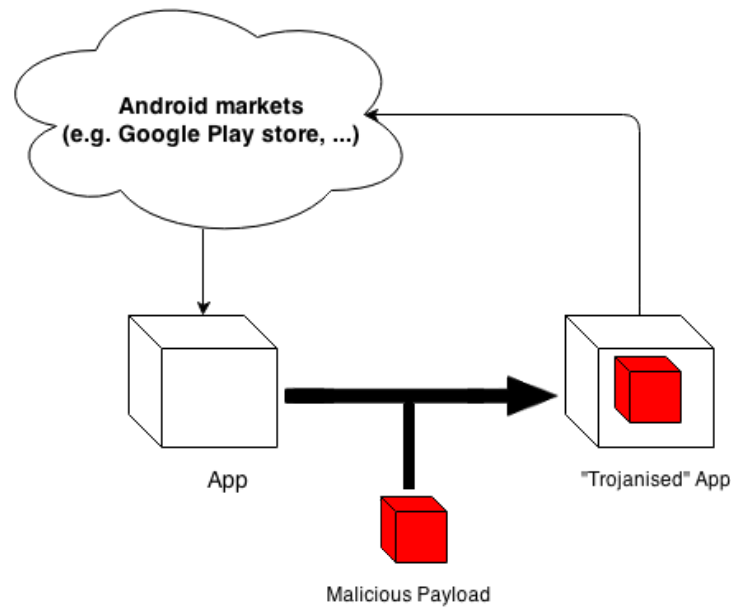 Android markets
(e.g. Google Play store, ...)
App
"Trojanised" App
Malicious Payload